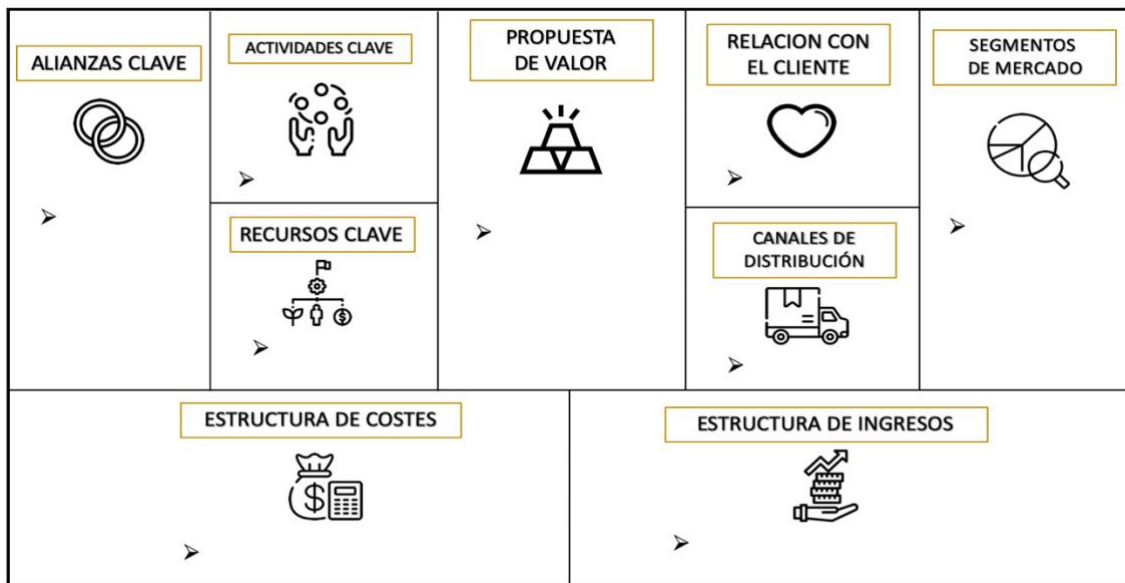 ALIANZAS CLAVE
ACTIVIDADES CLAVE
RECURSOS CLAVE
PROPUESTA
DE VALOR
RELACION CON
EL CLIENTE
CANALES DE
DISTRIBUCIÓN
SEGMENTOS
DE MERCADO
ESTRUCTURA DE COSTES
ESTRUCTURA DE INGRESOS